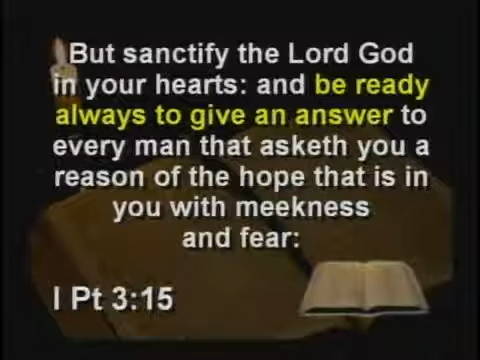 But sanctify the Lord God
in your hearts: and be ready
always to give an answer to
every man that asketh you a
reason of the hope that is in
you with meekness
and fear:
I Pt 3:15